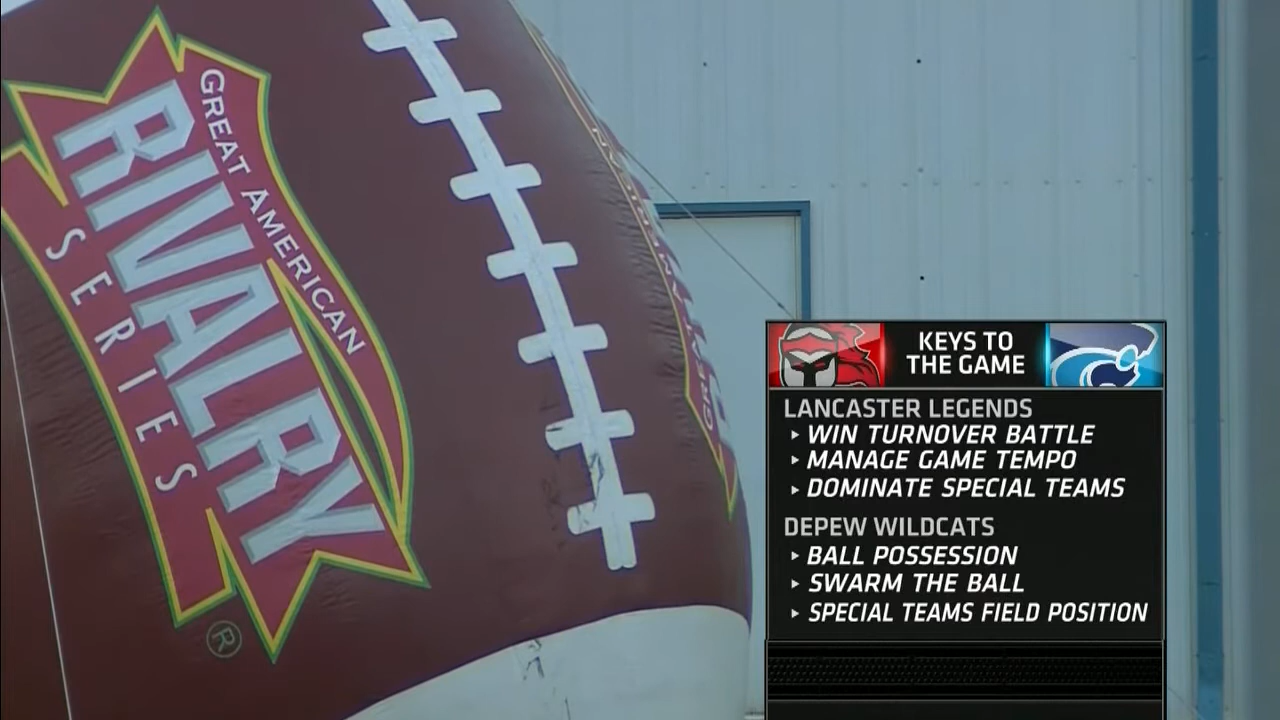 GREAT AMERICAN
RIVALRY
SERIES
®
GREAT
KEYS TO
THE GAME
LANCASTER LEGENDS
▸ WIN TURNOVER BATTLE
▸ MANAGE GAME TEMPO
▸ DOMINATE SPECIAL TEAMS
DEPEW WILDCATS
▸ BALL POSSESSION
▸ SWARM THE BALL
▸ SPECIAL TEAMS FIELD POSITION